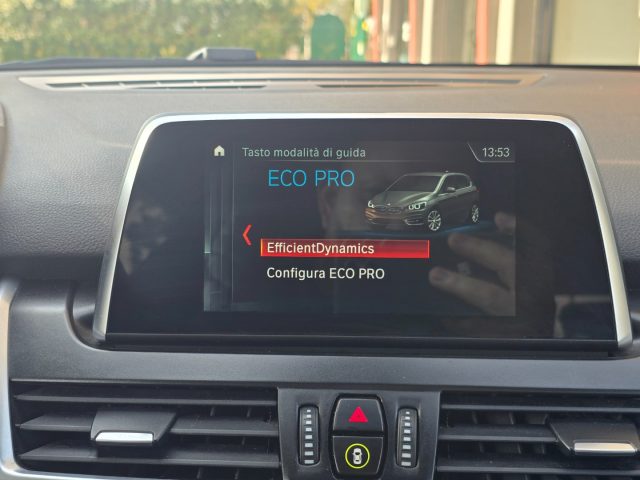 Tasto modalità di guida 13:53
ECO PRO
EfficientDynamics
Configura ECO PRO